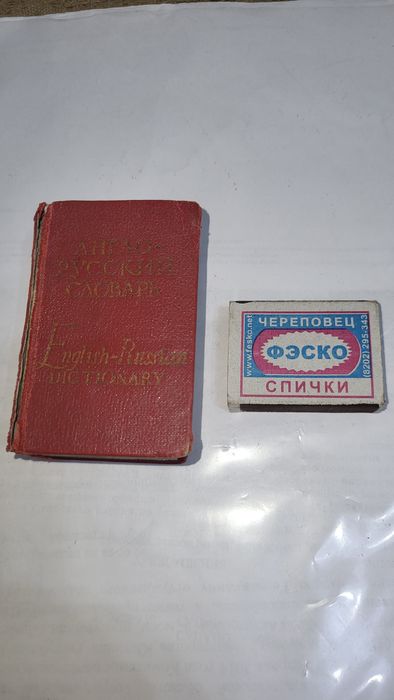 АНГЛО-
РУССКИЙ
СЛОВАРЬ
English-Russian
DICTIONARY
ЧЕРЕПОВЕЦ
www.fesko.net
ФЭСКО
(8202) 295-343
СПИЧКИ